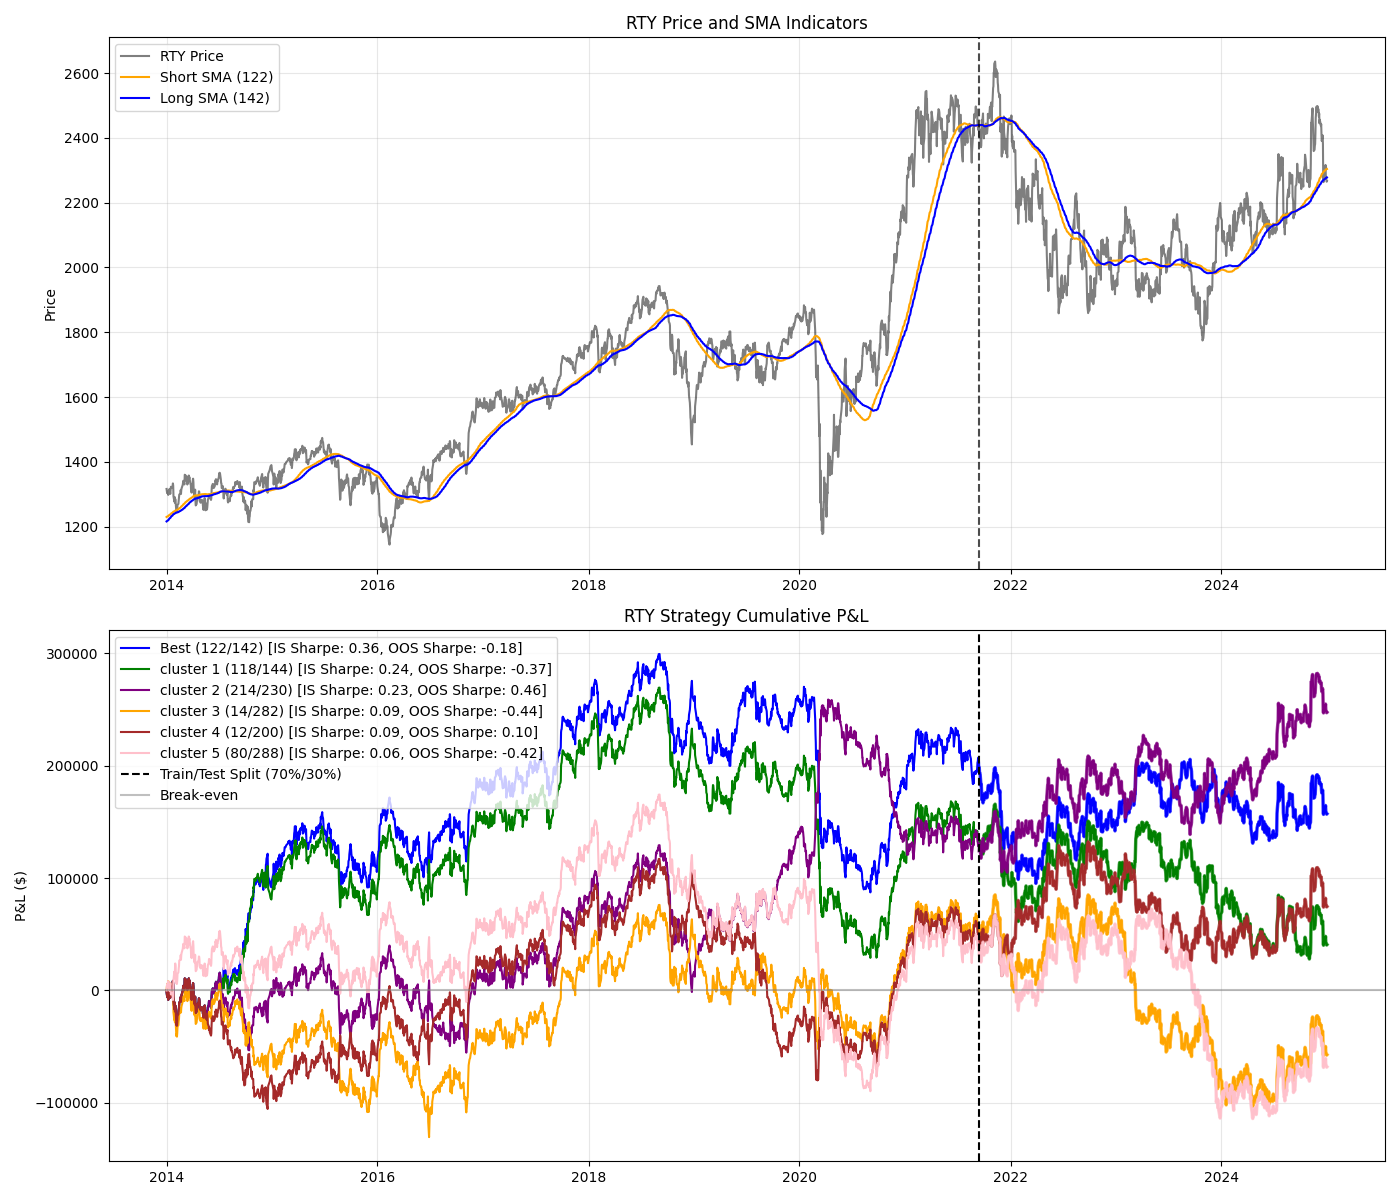 RTY Price and SMA Indicators
RTY Price
Short SMA (122)
Long SMA (142)
Price
2600
2400
2200
2000
1800
1600
1400
1200
2014 2016 2018 2020 2022 2024
RTY Strategy Cumulative P&L
Best (122/142) [IS Sharpe: 0.36, OOS Sharpe: -0.18]
cluster 1 (118/144) [IS Sharpe: 0.24, OOS Sharpe: -0.37]
cluster 2 (214/230) [IS Sharpe: 0.23, OOS Sharpe: 0.46]
cluster 3 (14/282) [IS Sharpe: 0.09, OOS Sharpe: -0.44]
cluster 4 (12/200) [IS Sharpe: 0.09, OOS Sharpe: 0.10]
cluster 5 (80/288) [IS Sharpe: 0.06, OOS Sharpe: -0.42]
Train/Test Split (70%/30%)
Break-even
P&L ($)
300000
200000
100000
0
−100000
2014 2016 2018 2020 2022 2024